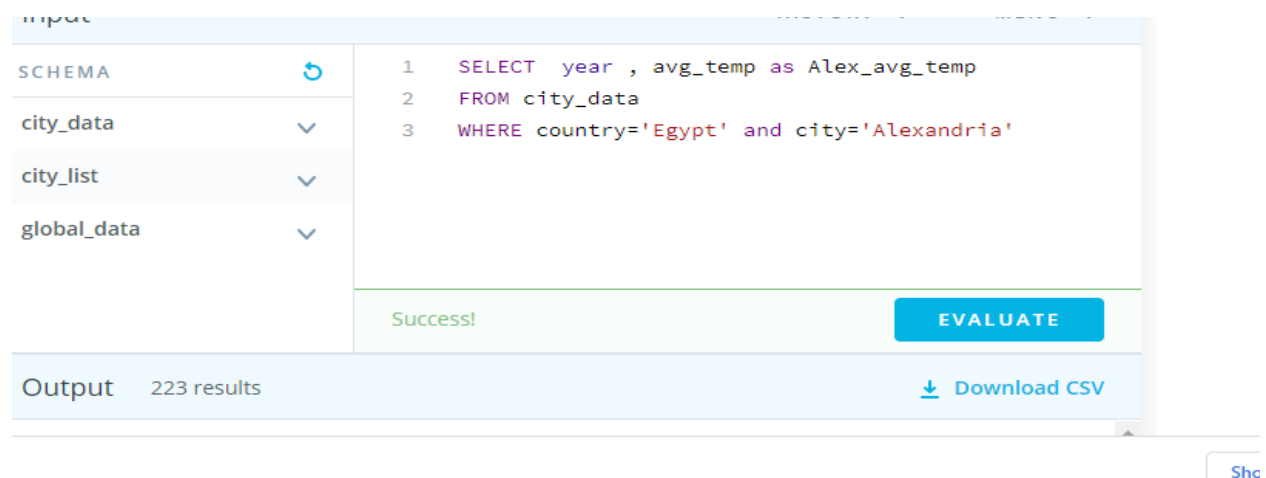 Input
SCHEMA
city_data
city_list
global_data
1 SELECT  year , avg_temp as Alex_avg_temp
2 FROM city_data
3 WHERE country='Egypt' and city='Alexandria'
Success!
EVALUATE
Output 223 results
Download CSV